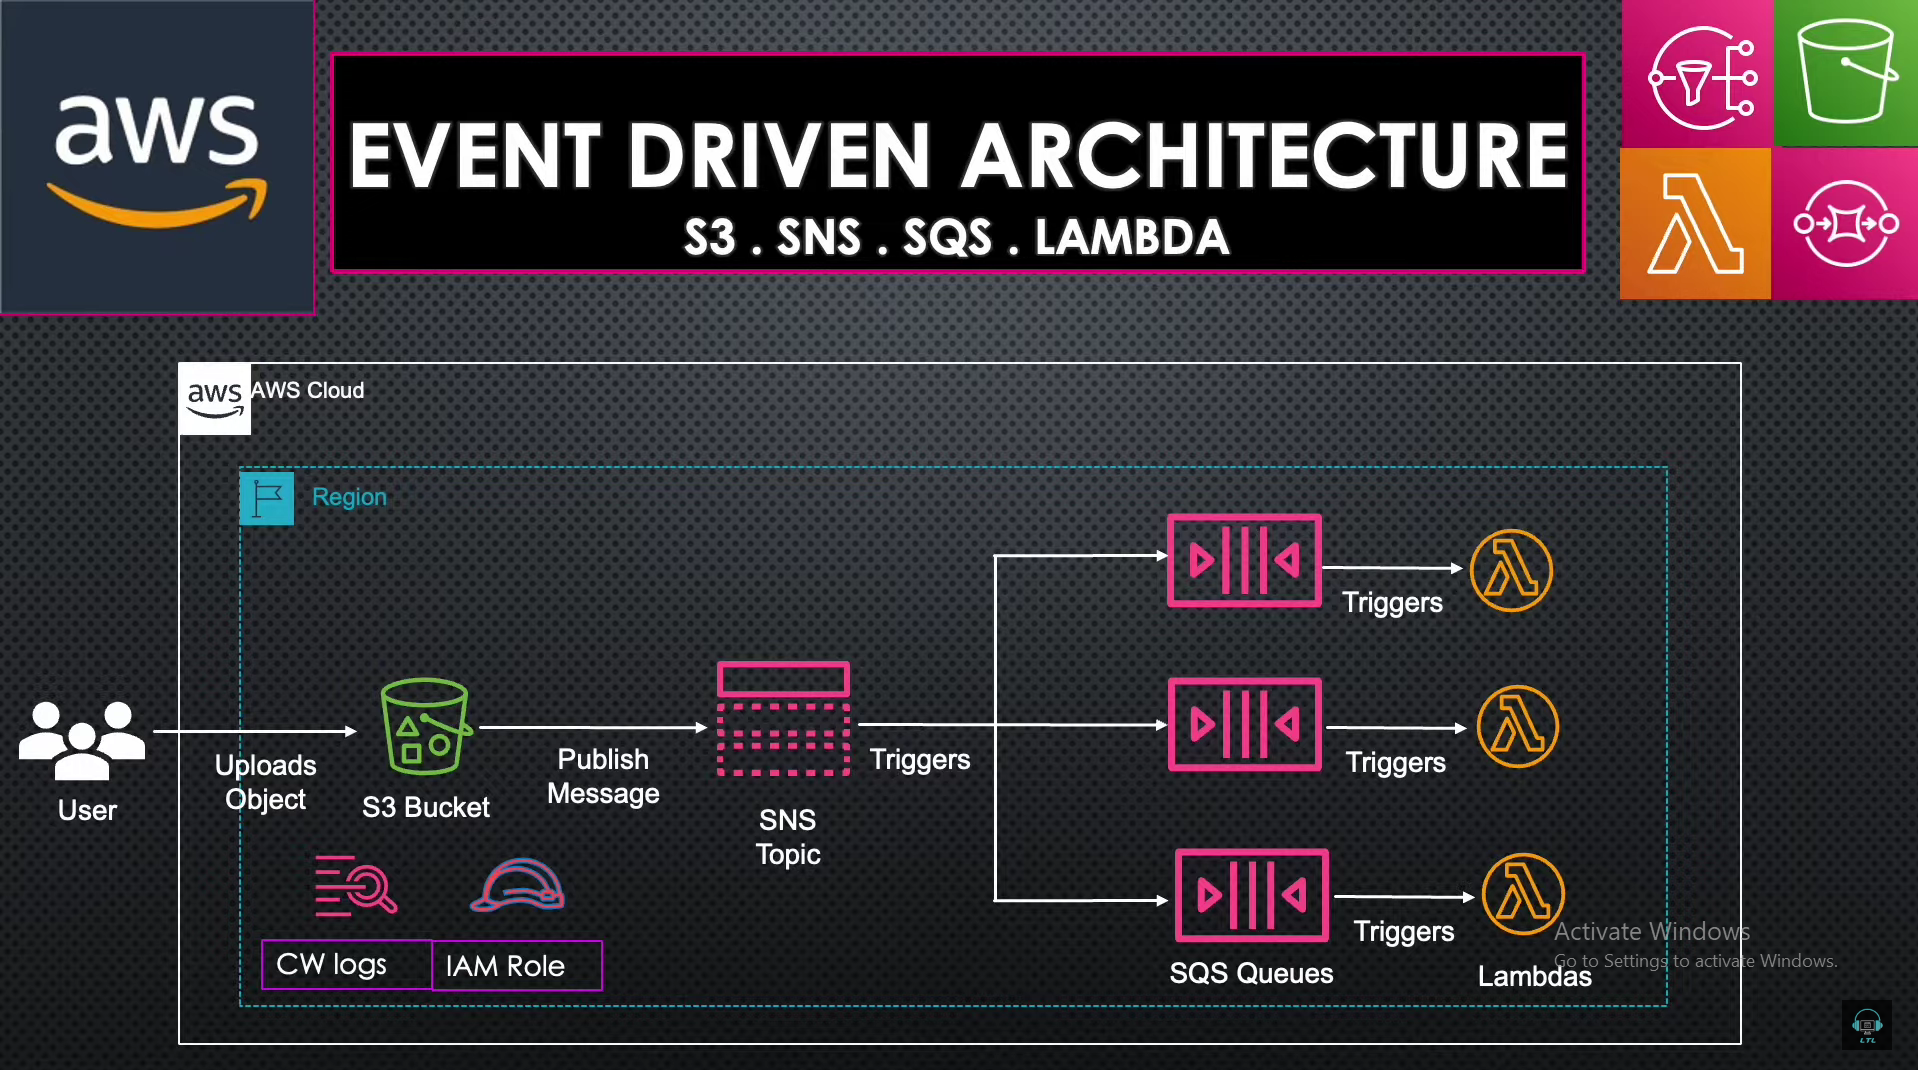 aws
EVENT DRIVEN ARCHITECTURE
S3 . SNS . SQS . LAMBDA
aws
AWS Cloud
Region
Triggers
User
Uploads
Object
S3 Bucket
Publish
Message
SNS
Topic
Triggers
Triggers
CW logs
IAM Role
Triggers
SQS Queues
Lambdas
Activate Windows
Go to Settings to activate Windows.
LTL